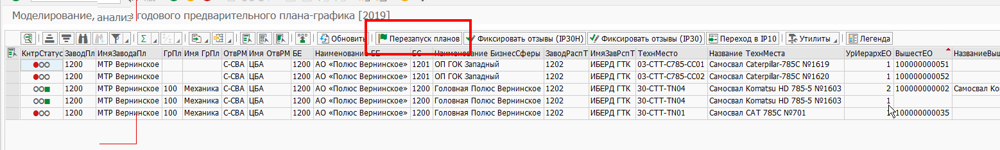 Моделирование, анализ годового предварительного плана-графика [2019]
Обновить Перезапуск планов Фиксировать отзывы (IP30H) Фиксировать отзывы (IP30) Переход в IP10 Утилиты Легенда
КнтрСтатус ЗаводПл ИмяЗаводаПл ГрПл Имя ГрПл ОтвРМ Имя ОтвРМ БЕ Наименование БЕ БС Наименование БизнесСферы ЗаводРаспТ ИмяЗавРспТ ТехнМесто Название ТехнМеста УрИерархЕО ВышестЕО НазваниеВыш
1200 МТР Вернинское С-СВА ЦБА 1200 АО «Полюс Вернинское» 1201 ОП ГОК Западный 1202 ИБЕРД ГТК 03-СТТ-С785-СС01 Самосвал Caterpillar-785C №1619 1 100000000051
1200 МТР Вернинское С-СВА ЦБА 1200 АО «Полюс Вернинское» 1201 ОП ГОК Западный 1202 ИБЕРД ГТК 03-СТТ-С785-СС02 Самосвал Caterpillar-785C №1620 1 100000000052
1200 МТР Вернинское 100 Механика С-СВА ЦБА 1200 АО «Полюс Вернинское» 1200 Головная Полюс Вернинское 1202 ИБЕРД ГТК 30-СТТ-TN04 Самосвал Komatsu HD 785-5 №1603 2 100000000002 Самосвал Ko
1200 МТР Вернинское 100 Механика С-СВА ЦБА 1200 АО «Полюс Вернинское» 1200 Головная Полюс Вернинское 1202 ИБЕРД ГТК 30-СТТ-TN04 Самосвал Komatsu HD 785-5 №1603 1
1200 МТР Вернинское 100 Механика С-СВА ЦБА 1200 АО «Полюс Вернинское» 1200 Головная Полюс Вернинское 1202 ИБЕРД ГТК 30-СТТ-TN01 Самосвал CAT 785C №701 1 100000000035